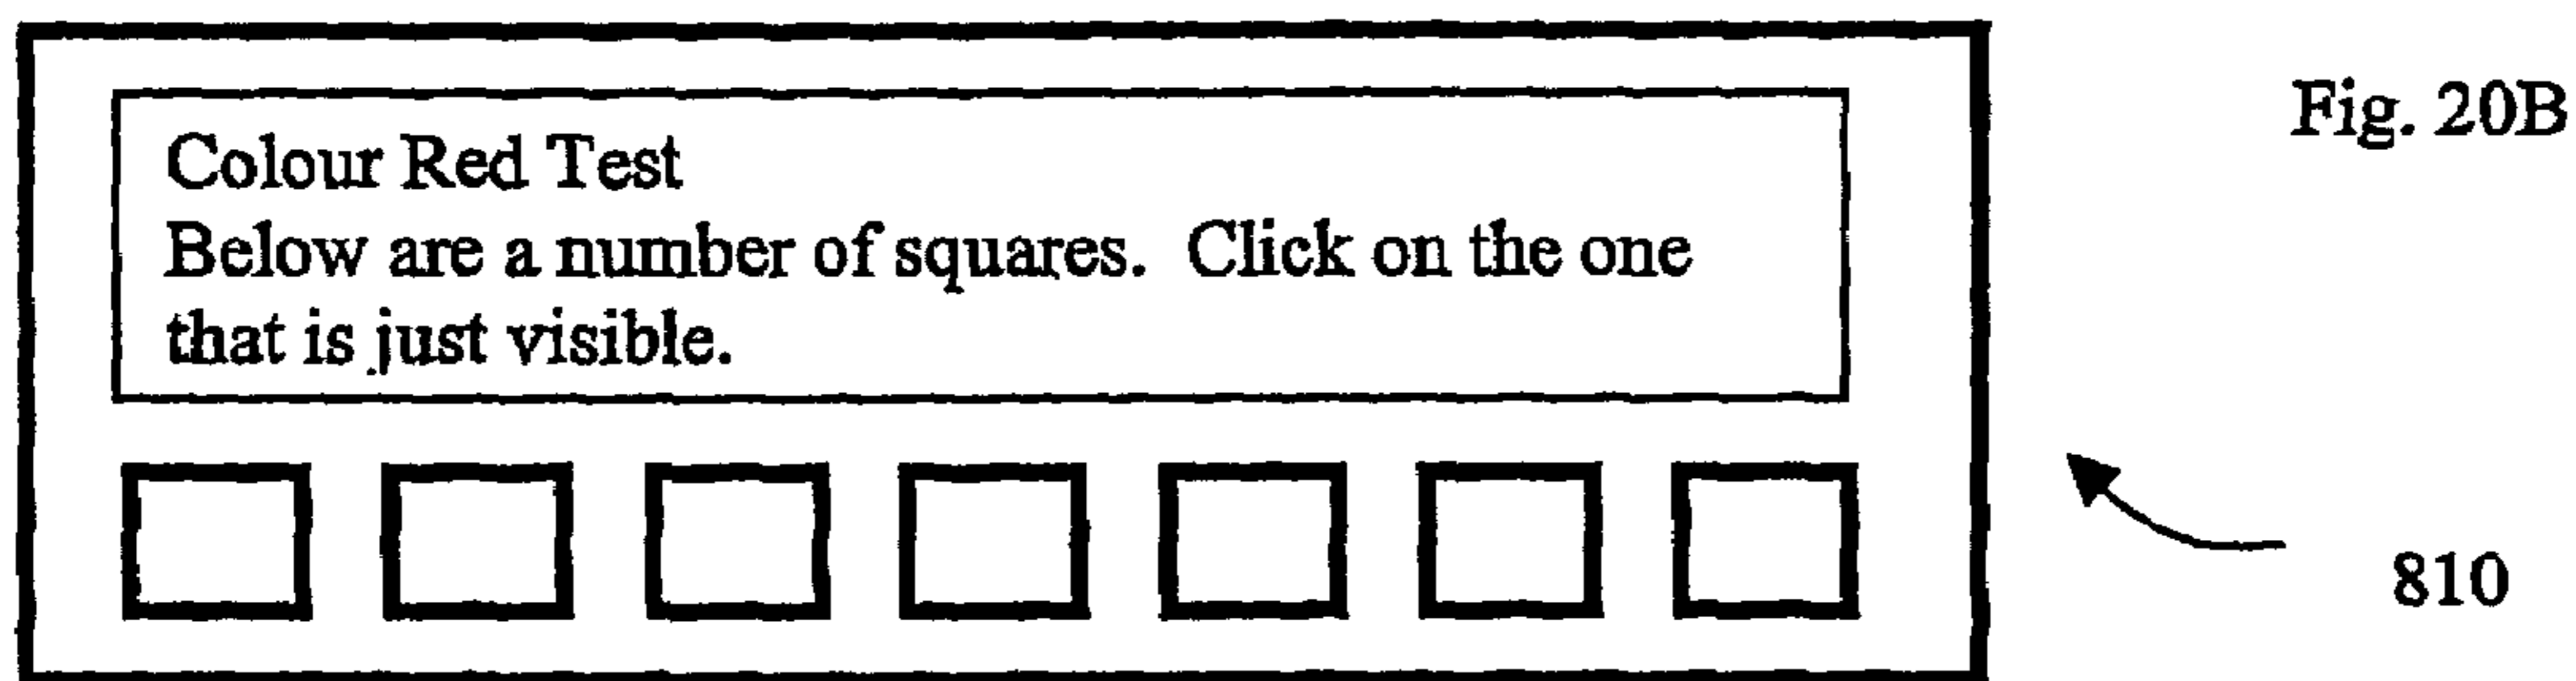 Fig. 20B
Colour Red Test
Below are a number of squares. Click on the one
that is just visible.
810